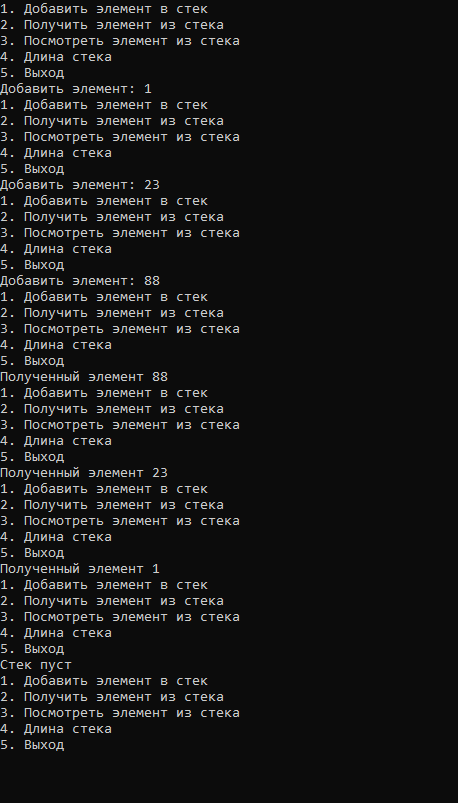 1. Добавить элемент в стек
2. Получить элемент из стека
3. Посмотреть элемент из стека
4. Длина стека
5. Выход
Добавить элемент: 1
1. Добавить элемент в стек
2. Получить элемент из стека
3. Посмотреть элемент из стека
4. Длина стека
5. Выход
Добавить элемент: 23
1. Добавить элемент в стек
2. Получить элемент из стека
3. Посмотреть элемент из стека
4. Длина стека
5. Выход
Добавить элемент: 88
1. Добавить элемент в стек
2. Получить элемент из стека
3. Посмотреть элемент из стека
4. Длина стека
5. Выход
Полученный элемент 88
1. Добавить элемент в стек
2. Получить элемент из стека
3. Посмотреть элемент из стека
4. Длина стека
5. Выход
Полученный элемент 23
1. Добавить элемент в стек
2. Получить элемент из стека
3. Посмотреть элемент из стека
4. Длина стека
5. Выход
Полученный элемент 1
1. Добавить элемент в стек
2. Получить элемент из стека
3. Посмотреть элемент из стека
4. Длина стека
5. Выход
Стек пуст
1. Добавить элемент в стек
2. Получить элемент из стека
3. Посмотреть элемент из стека
4. Длина стека
5. Выход